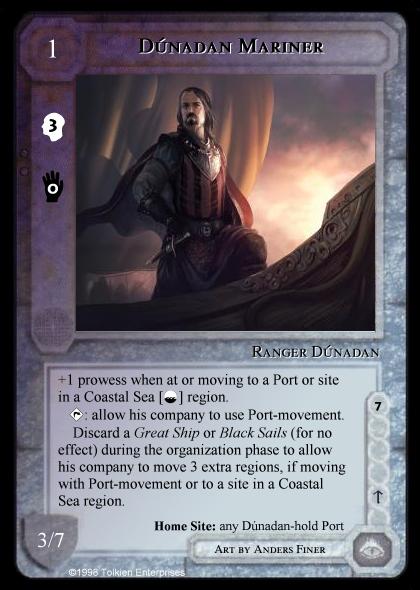 1
DÚNADAN MARINER
3
0
RANGER DÚNADAN
+1 prowess when at or moving to a Port or site
in a Coastal Sea [ ] region.
: allow his company to use Port-movement.
Discard a Great Ship or Black Sails (for no
effect) during the organization phase to allow
his company to move 3 extra regions, if moving
with Port-movement or to a site in a Coastal
Sea region.
7
Home Site: any Dúnadan-hold Port
3/7
ART BY ANDERS FINER
©1998 Tolkien Enterprises